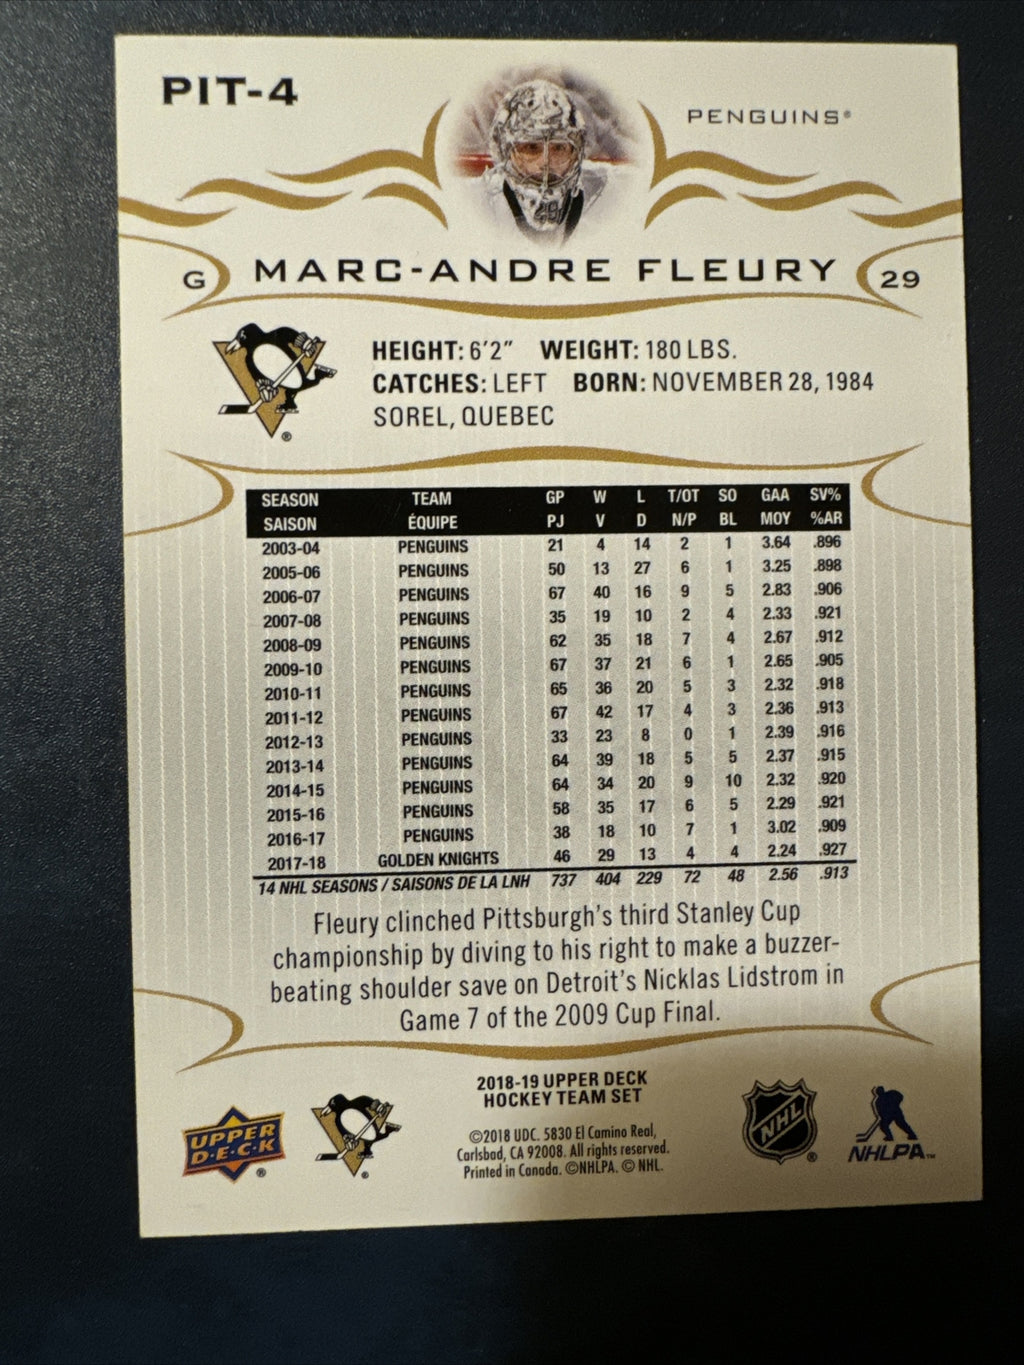 PIT-4
PENGUINS®
G MARC-ANDRE FLEURY 29
HEIGHT: 6'2" WEIGHT: 180 LBS.
CATCHES: LEFT BORN: NOVEMBER 28, 1984
SOREL, QUEBEC
SEASON TEAM GP W L T/OT SO GAA SV%
SAISON ÉQUIPE PJ V D N/P BL MOY %AR
2003-04 PENGUINS 21 4 14 2 1 3.64 .896
2005-06 PENGUINS 50 13 27 6 1 3.25 .898
2006-07 PENGUINS 67 40 16 9 5 2.83 .906
2007-08 PENGUINS 35 19 10 2 4 2.33 .921
2008-09 PENGUINS 62 35 18 7 4 2.67 .912
2009-10 PENGUINS 67 37 21 6 1 2.65 .905
2010-11 PENGUINS 65 36 20 5 3 2.32 .918
2011-12 PENGUINS 67 42 17 4 3 2.36 .913
2012-13 PENGUINS 33 23 8 0 1 2.39 .916
2013-14 PENGUINS 64 39 18 5 5 2.37 .915
2014-15 PENGUINS 64 34 20 9 10 2.32 .920
2015-16 PENGUINS 58 35 17 6 5 2.29 .921
2016-17 PENGUINS 38 18 10 7 1 3.02 .909
2017-18 GOLDEN KNIGHTS 46 29 13 4 4 2.24 .927
14 NHL SEASONS / SAISONS DE LA LNH 737 404 229 72 48 2.56 .913
Fleury clinched Pittsburgh's third Stanley Cup
championship by diving to his right to make a buzzer-
beating shoulder save on Detroit's Nicklas Lidstrom in
Game 7 of the 2009 Cup Final.
2018-19 UPPER DECK
HOCKEY TEAM SET
©2018 UDC. 5830 El Camino Real,
Carlsbad, CA 92008. All rights reserved.
Printed in Canada. ©NHLPA. © NHL.
UPPER
D·E·C·K
®
®
NHL
®
NHLPA™